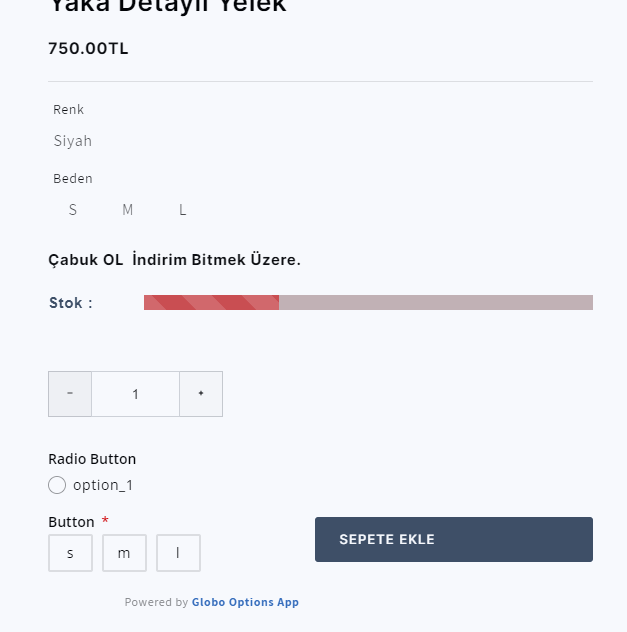 Yaka Detaylı Yelek
750.00TL
Renk
Siyah
Beden
S M L
Çabuk OL İndirim Bitmek Üzere.
Stok :
- 1 +
Radio Button
option_1
Button *
s m l
SEPETE EKLE
Powered by Globo Options App